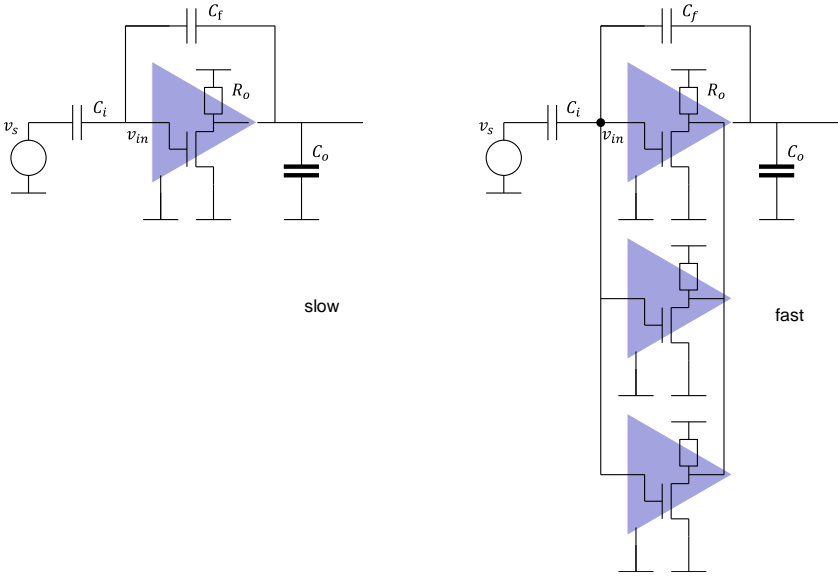 C_f
R_o
C_i
v_s
v_in
C_o
slow
C_f
R_o
C_i
v_s
v_in
C_o
fast